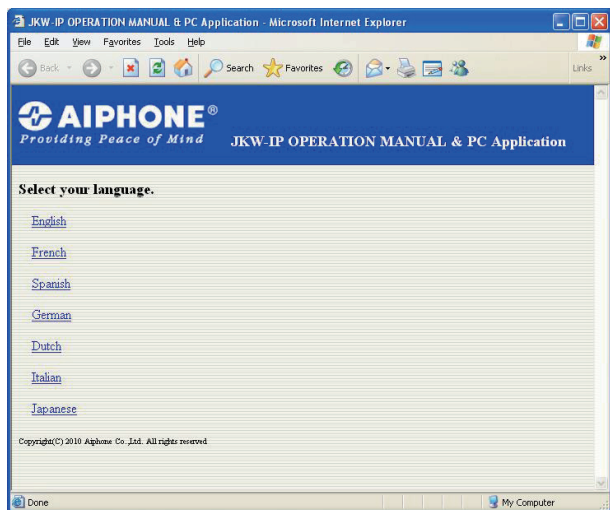 JKW-IP OPERATION MANUAL & PC Application - Microsoft Internet Explorer
File Edit View Favorites Tools Help
Back Search Favorites Links »
AIPHONE®
Providing Peace of Mind
JKW-IP OPERATION MANUAL & PC Application
Select your language.
English
French
Spanish
German
Dutch
Italian
Japanese
Copyright(C) 2010 Aiphone Co.,Ltd. All rights reserved
Done My Computer